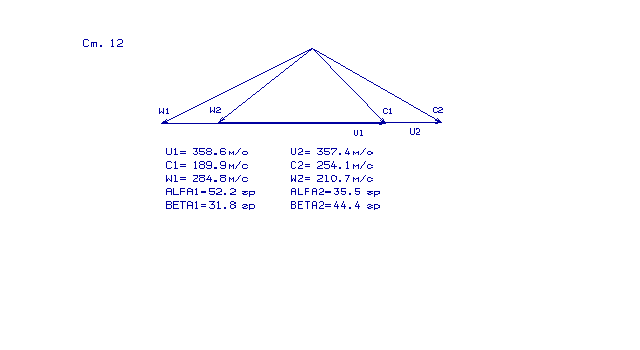 Ст. 12
W1 W2 C1 C2
U1 U2
U1= 358.6м/с U2= 357.4м/с
C1= 189.9м/с C2= 254.1м/с
W1= 284.8м/с W2= 210.7м/с
ALFA1=52.2 гр ALFA2=35.5 гр
BETA1=31.8 гр BETA2=44.4 гр